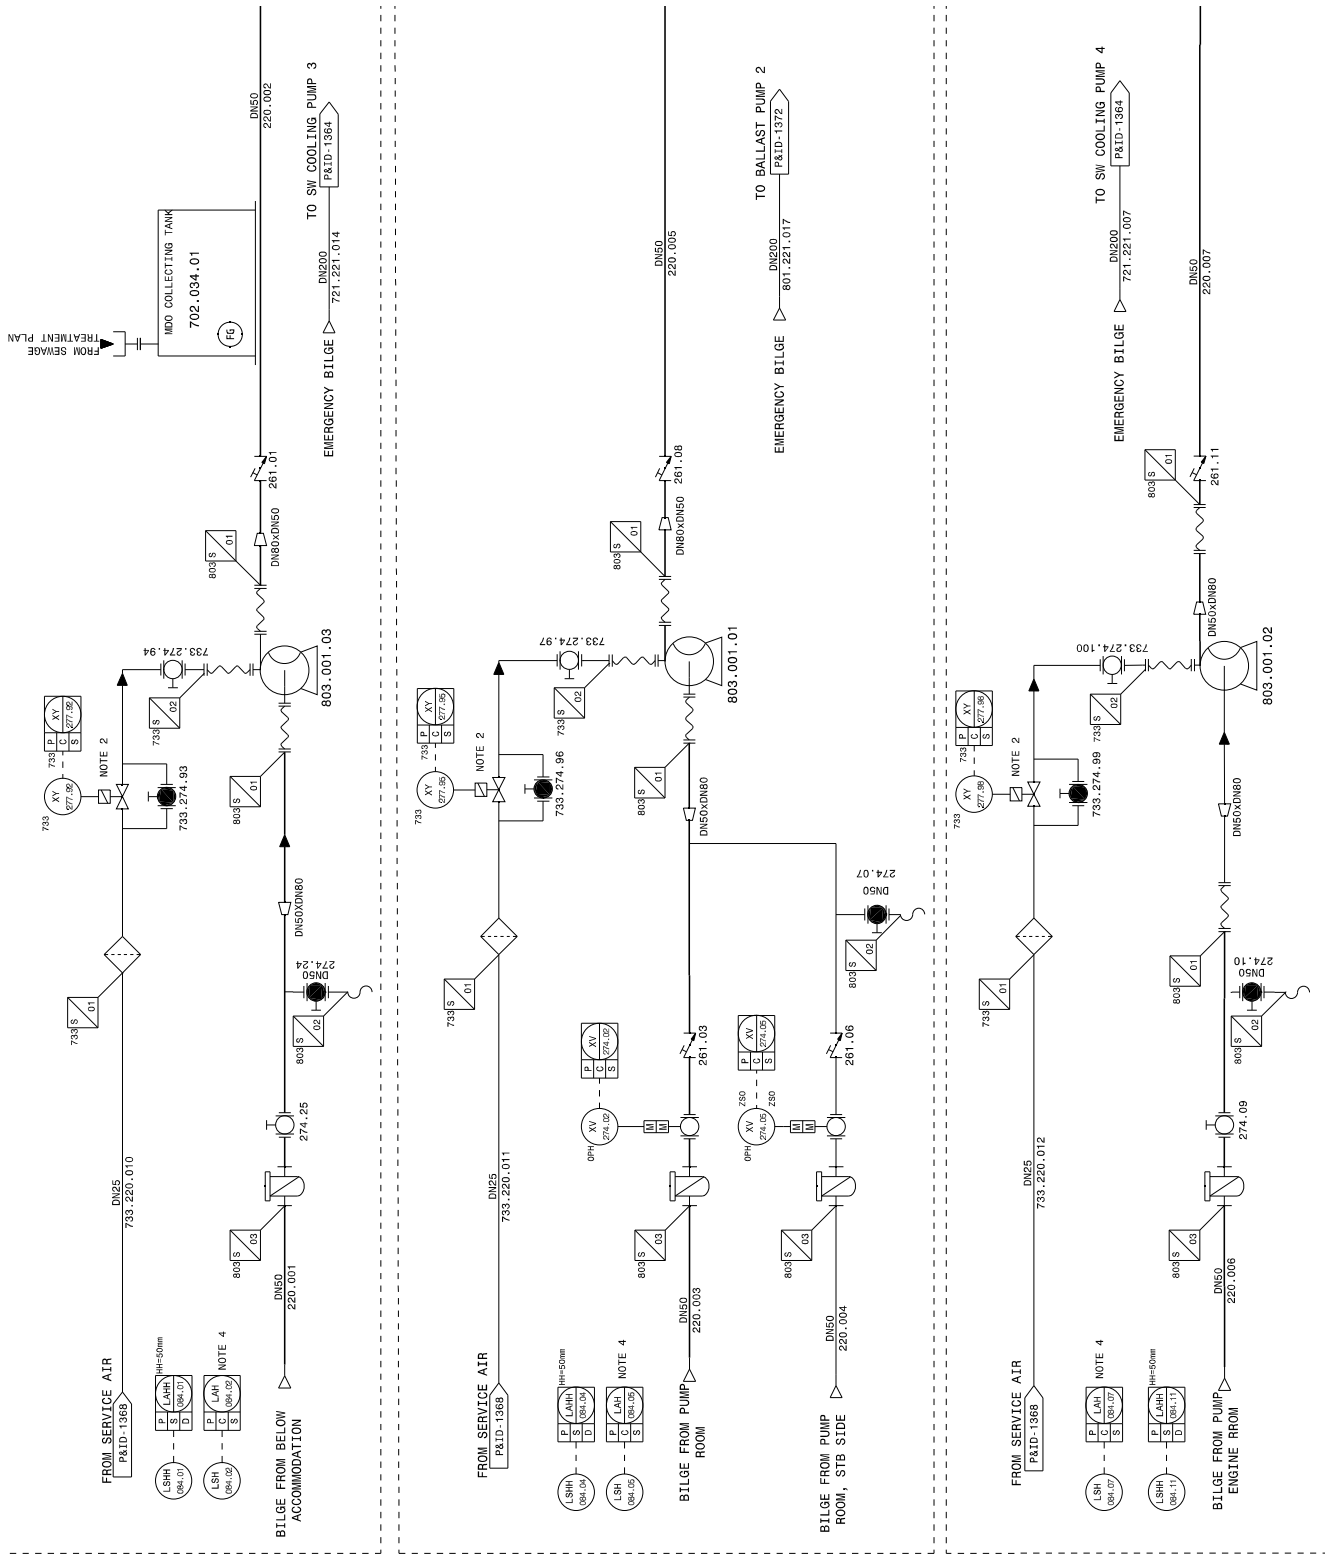 FROM SEWAGE
TREATMENT PLAN
MDO COLLECTING TANK
702.034.01
FG
DN50
220.002
TO SW COOLING PUMP 3
P&ID-1364
DN200
721.221.014
EMERGENCY BILGE
261.01
DN80xDN50
803
S
01
803.001.03
733.274.94
733
S
02
733
XY
277.92
P
C
S
733
XY
277.92
NOTE 2
733.274.93
803
S
01
DN50XDN80
274.24
DN50
803
S
02
733
S
01
274.25
803
S
03
DN25
733.220.010
DN50
220.001
FROM SERVICE AIR
P&ID-1368
HH=50mm
P
S
D
LAHH
084.01
LSHH
084.01
NOTE 4
P
C
S
LAH
084.02
LSH
084.02
BILGE FROM BELOW
ACCOMMODATION
DN50
220.005
TO BALLAST PUMP 2
P&ID-1372
DN200
801.221.017
EMERGENCY BILGE
261.08
DN80xDN50
803
S
01
803.001.01
733.274.97
733
S
02
733
XY
277.95
P
C
S
733
XY
277.95
NOTE 2
733.274.96
803
S
01
DN50xDN80
274.07
DN50
803
S
02
733
S
01
P
C
S
XV
274.02
OPH
XV
274.02
M
M
261.03
P
C
S
XV
274.05
ZSO
ZSO
OPH
XV
274.05
M
M
261.06
803
S
03
803
S
03
DN25
733.220.011
DN50
220.003
DN50
220.004
FROM SERVICE AIR
P&ID-1368
HH=50mm
P
S
D
LAHH
084.04
LSHH
084.04
NOTE 4
P
C
S
LAH
084.05
LSH
084.05
BILGE FROM PUMP
ROOM
BILGE FROM PUMP
ROOM, STB SIDE
DN50
220.007
TO SW COOLING PUMP 4
P&ID-1364
DN200
721.221.007
EMERGENCY BILGE
261.11
803
S
01
DN50xDN80
803.001.02
733.274.100
733
S
02
733
XY
277.98
P
C
S
733
XY
277.98
NOTE 2
733.274.99
DN50xDN80
803
S
01
274.10
DN50
803
S
02
733
S
01
274.09
803
S
03
DN25
733.220.012
DN50
220.006
FROM SERVICE AIR
P&ID-1368
NOTE 4
P
C
S
LAH
084.07
LSH
084.07
HH=50mm
P
S
D
LAHH
084.11
LSHH
084.11
BILGE FROM PUMP
ENGINE RROM